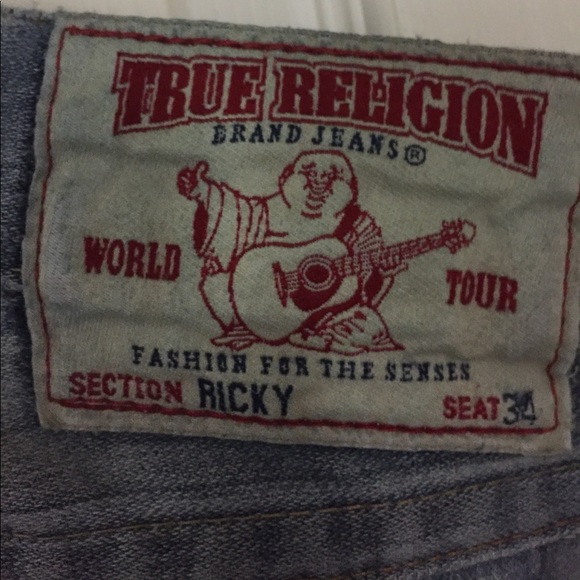 TRUE RELIGION
BRAND JEANS®
WORLD TOUR
FASHION FOR THE SENSES
SECTION RICKY SEAT 34